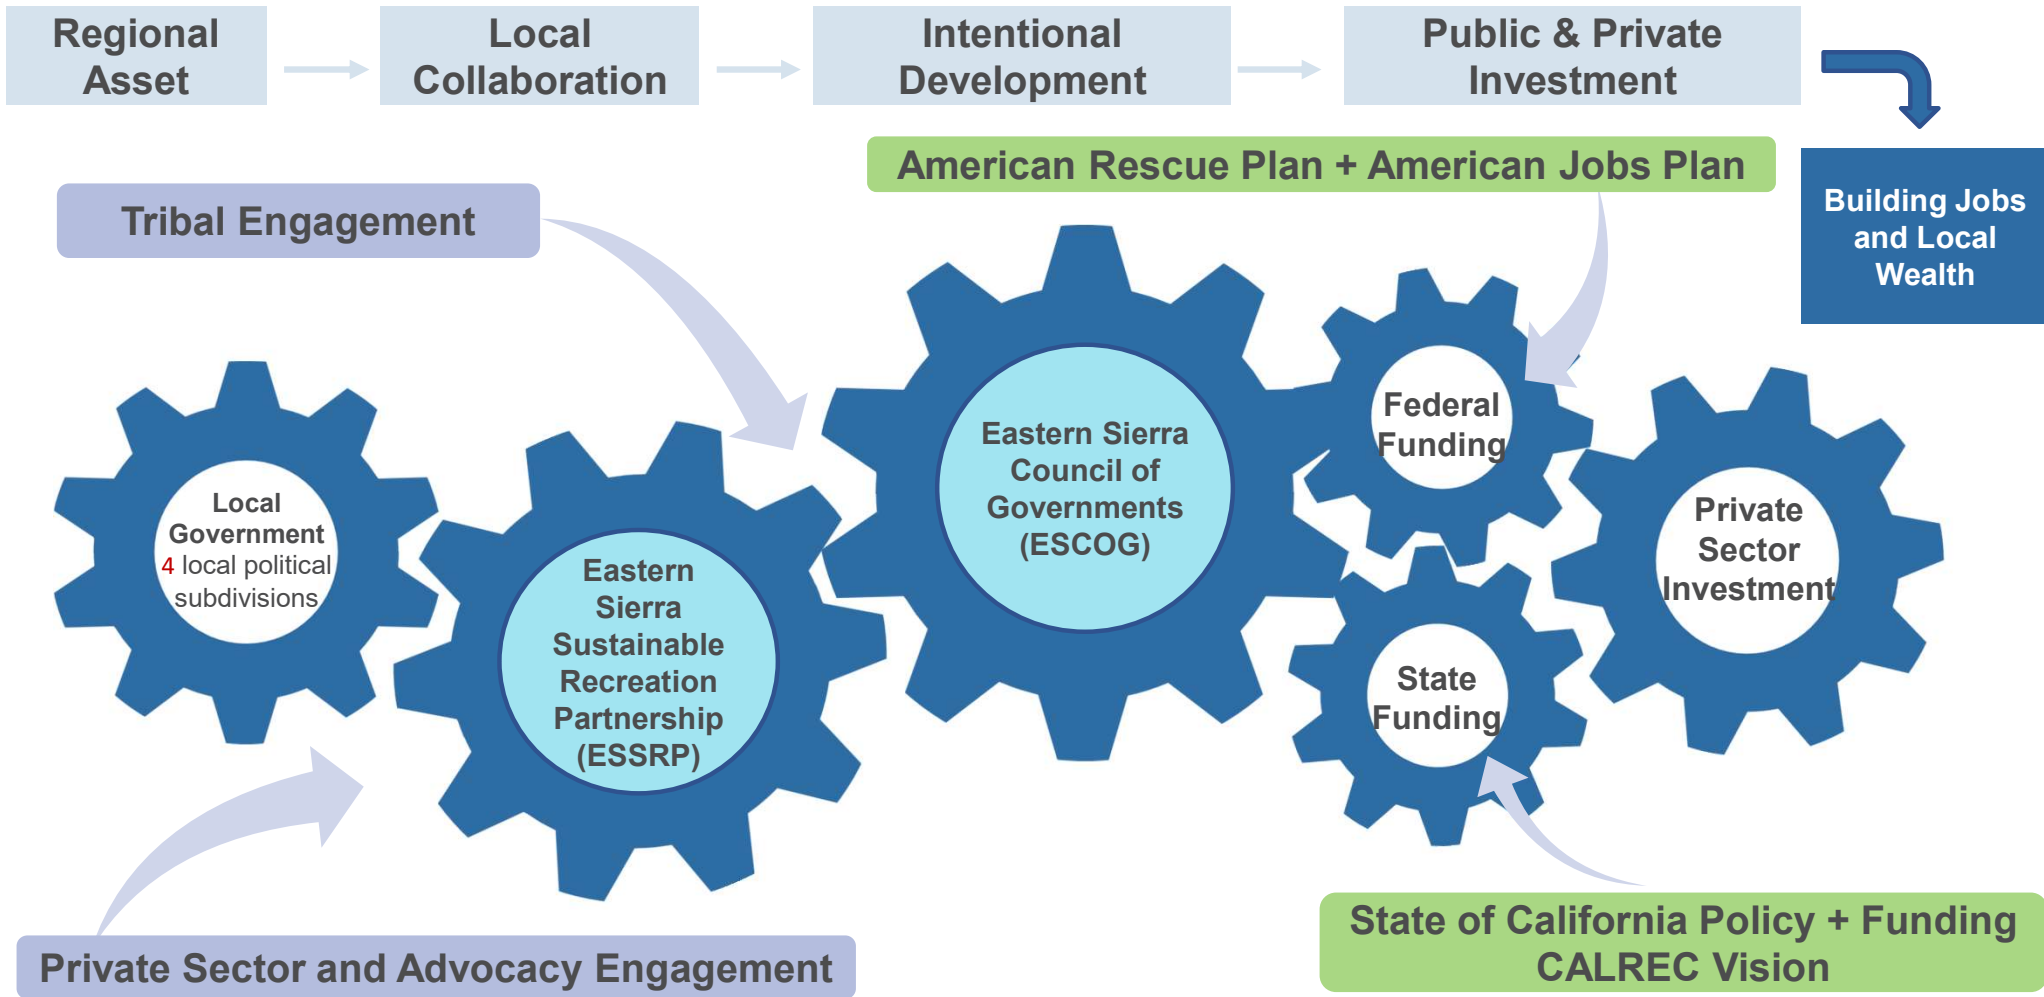 Regional
Asset
Local
Collaboration
Intentional
Development
Public & Private
Investment
American Rescue Plan + American Jobs Plan
Building Jobs
and Local
Wealth
Tribal Engagement
Local
Government
4 local political
subdivisions
Eastern
Sierra
Sustainable
Recreation
Partnership
(ESSRP)
Eastern Sierra
Council of
Governments
(ESCOG)
Federal
Funding
State
Funding
Private
Sector
Investment
Private Sector and Advocacy Engagement
State of California Policy + Funding
CALREC Vision